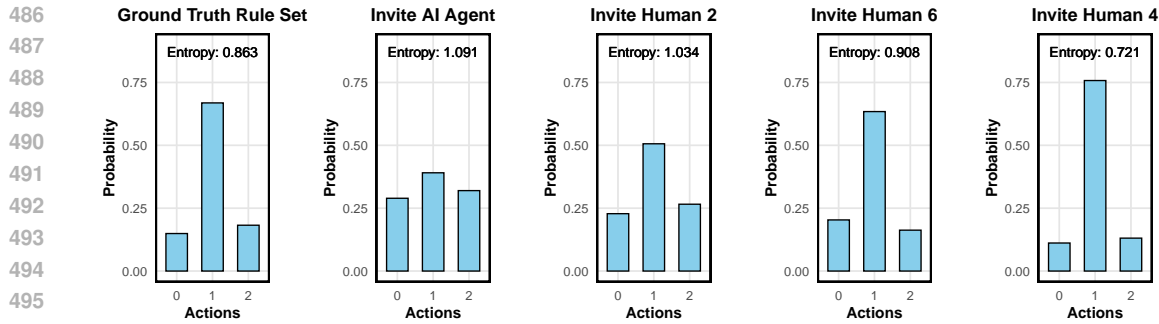 486
487
488
489
490
491
492
493
494
495
Ground Truth Rule Set
Entropy: 0.863
Probability
0.75
0.50
0.25
0.00
0 1 2
Actions
Invite AI Agent
Entropy: 1.091
Probability
0.75
0.50
0.25
0.00
0 1 2
Actions
Invite Human 2
Entropy: 1.034
Probability
0.75
0.50
0.25
0.00
0 1 2
Actions
Invite Human 6
Entropy: 0.908
Probability
0.75
0.50
0.25
0.00
0 1 2
Actions
Invite Human 4
Entropy: 0.721
Probability
0.75
0.50
0.25
0.00
0 1 2
Actions